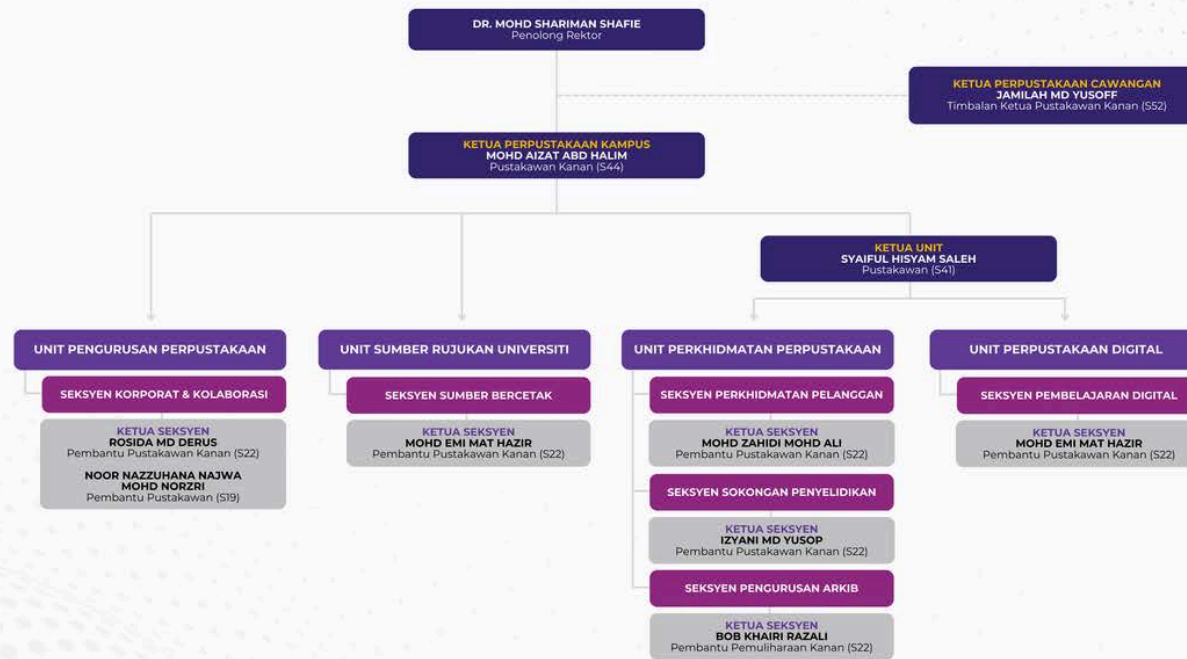 DR. MOHD SHARIMAN SHAFIE
Penolong Rektor
KETUA PERPUSTAKAAN CAWANGAN
JAMILAH MD YUSOFF
Timbalan Ketua Pustakawan Kanan (S52)
KETUA PERPUSTAKAAN KAMPUS
MOHD AIZAT ABD HALIM
Pustakawan Kanan (S44)
KETUA UNIT
SYAIFUL HISYAM SALEH
Pustakawan (S41)
UNIT PENGURUSAN PERPUSTAKAAN
SEKSYEN KORPORAT & KOLABORASI
KETUA SEKSYEN
ROSIDA MD DERUS
Pembantu Pustakawan Kanan (S22)
NOOR NAZZUHANA NAJWA
MOHD NORZRI
Pembantu Pustakawan (S19)
UNIT SUMBER RUJUKAN UNIVERSITI
SEKSYEN SUMBER BERCETAK
KETUA SEKSYEN
MOHD EMI MAT HAZIR
Pembantu Pustakawan Kanan (S22)
UNIT PERKHIDMATAN PERPUSTAKAAN
SEKSYEN PERKHIDMATAN PELANGGAN
KETUA SEKSYEN
MOHD ZAHIDI MOHD ALI
Pembantu Pustakawan Kanan (S22)
SEKSYEN SOKONGAN PENYELIDIKAN
KETUA SEKSYEN
IZYANI MD YUSOP
Pembantu Pustakawan Kanan (S22)
SEKSYEN PENGURUSAN ARKIB
KETUA SEKSYEN
BOB KHAIRI RAZALI
Pembantu Pemuliharaan Kanan (S22)
UNIT PERPUSTAKAAN DIGITAL
SEKSYEN PEMBELAJARAN DIGITAL
KETUA SEKSYEN
MOHD EMI MAT HAZIR
Pembantu Pustakawan Kanan (S22)